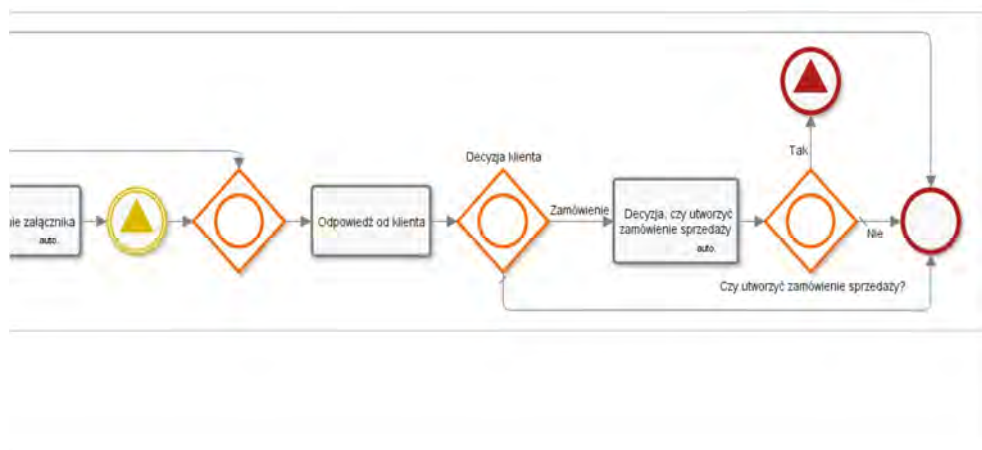 Tak
Decyzja klienta
ie załącznika
auto.
Odpowiedź od klienta
Zamówienie
Decyzja, czy utworzyć
zamówienie sprzedaży
auto.
Nie
Czy utworzyć zamówienie sprzedaży?